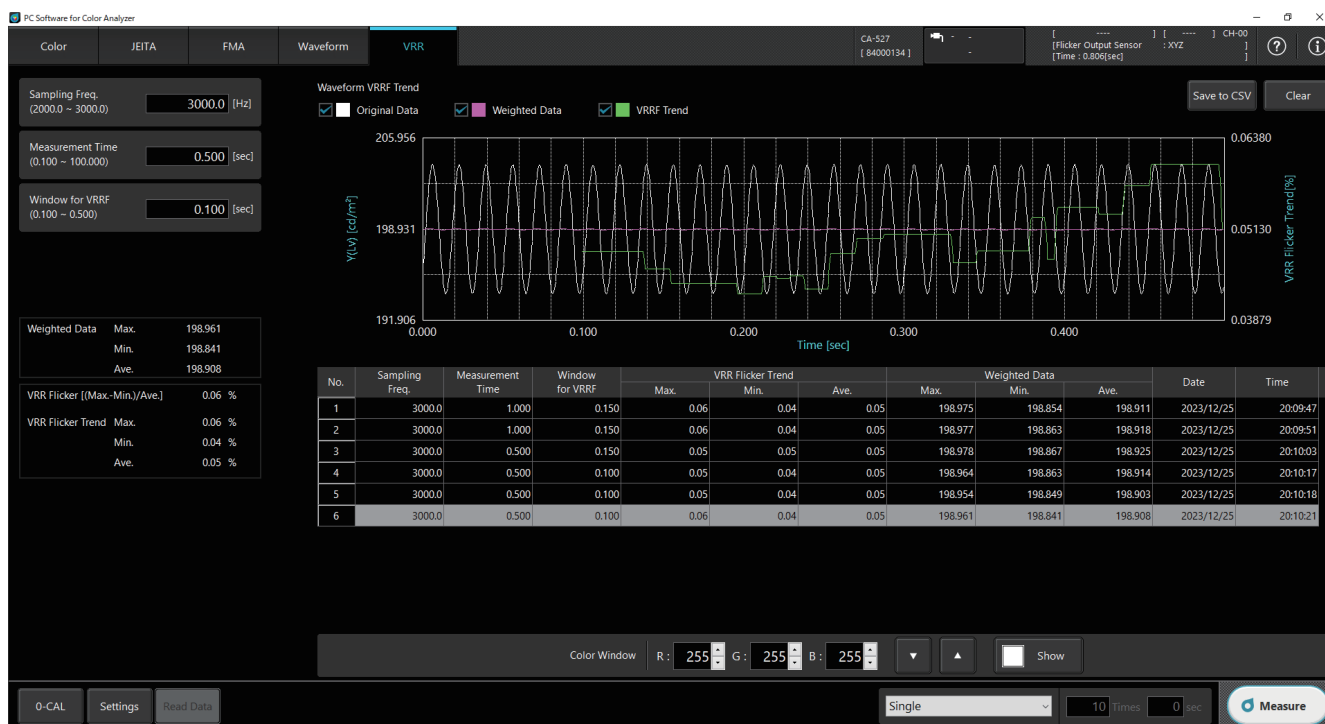 PC Software for Color Analyzer
Color JEITA FMA Waveform VRR
CA-527
[ 84000134 ]
- -
-
[ ---- ] [ ---- ] CH-00
[Flicker Output Sensor : XYZ ]
[Time : 0.806[sec] ]
Sampling Freq.
(2000.0 ~ 3000.0)
3000.0 [Hz]
Measurement Time
(0.100 ~ 100.000)
0.500 [sec]
Window for VRRF
(0.100 ~ 0.500)
0.100 [sec]
Waveform VRRF Trend
Original Data Weighted Data VRRF Trend
Save to CSV Clear
205.956
198.931
191.906
Y(Lv) [cd/m²]
0.06380
0.05130
0.03879
VRR Flicker Trend[%]
0.000 0.100 0.200 0.300 0.400
Time [sec]
Weighted Data Max. 198.961
Min. 198.841
Ave. 198.908
VRR Flicker [(Max.-Min.)/Ave.] 0.06 %
VRR Flicker Trend Max. 0.06 %
Min. 0.04 %
Ave. 0.05 %
No. Sampling Freq. Measurement Time Window for VRRF VRR Flicker Trend Weighted Data Date Time
Max. Min. Ave. Max. Min. Ave.
1 3000.0 1.000 0.150 0.06 0.04 0.05 198.975 198.854 198.911 2023/12/25 20:09:47
2 3000.0 1.000 0.150 0.06 0.04 0.05 198.977 198.863 198.918 2023/12/25 20:09:51
3 3000.0 0.500 0.150 0.05 0.04 0.05 198.978 198.867 198.925 2023/12/25 20:10:03
4 3000.0 0.500 0.100 0.05 0.04 0.05 198.964 198.863 198.914 2023/12/25 20:10:17
5 3000.0 0.500 0.100 0.05 0.04 0.05 198.954 198.849 198.903 2023/12/25 20:10:18
6 3000.0 0.500 0.100 0.06 0.04 0.05 198.961 198.841 198.908 2023/12/25 20:10:21
Color Window R : 255 G : 255 B : 255 Show
0-CAL Settings Read Data Single 10 Times 0 sec Measure